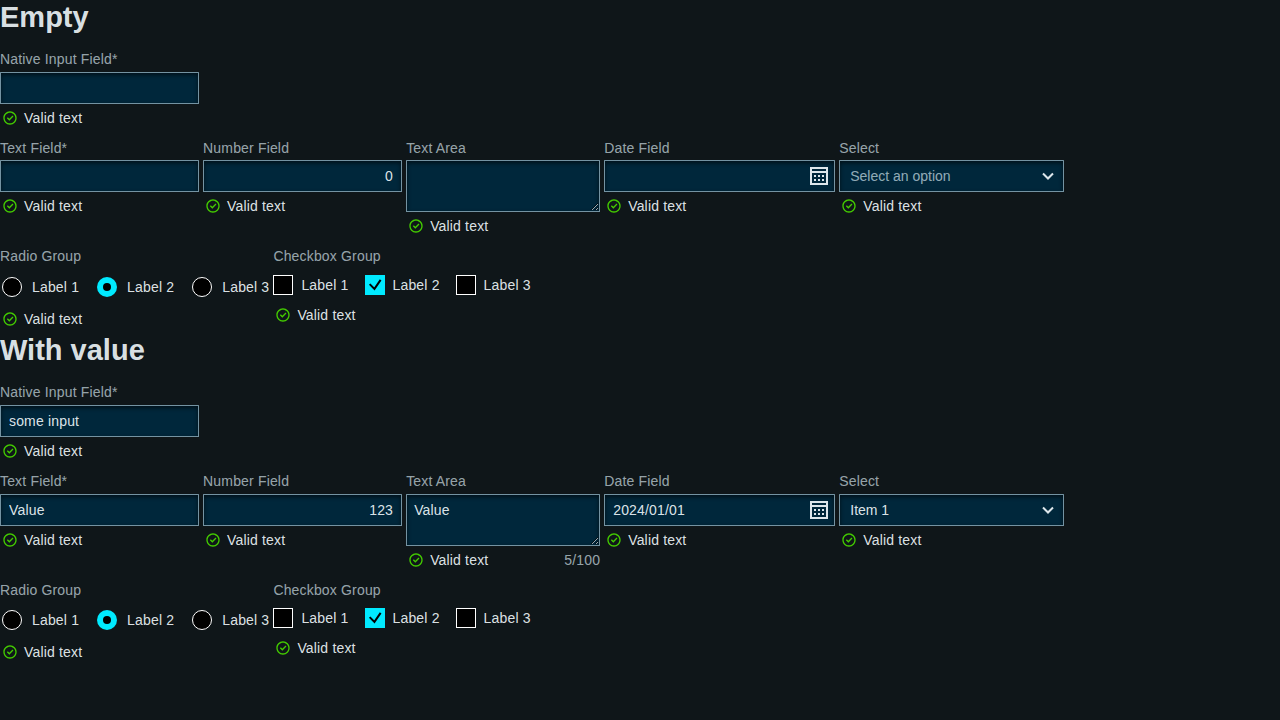 Empty
Native Input Field*
Valid text
Text Field* Number Field Text Area Date Field Select
0 Select an option
Valid text Valid text Valid text Valid text
Valid text
Radio Group Checkbox Group
Label 1 Label 2 Label 3 Label 1 Label 2 Label 3
Valid text Valid text
With value
Native Input Field*
some input
Valid text
Text Field* Number Field Text Area Date Field Select
Value 123 Value 2024/01/01 Item 1
Valid text Valid text Valid text Valid text
Valid text 5/100
Radio Group Checkbox Group
Label 1 Label 2 Label 3 Label 1 Label 2 Label 3
Valid text Valid text